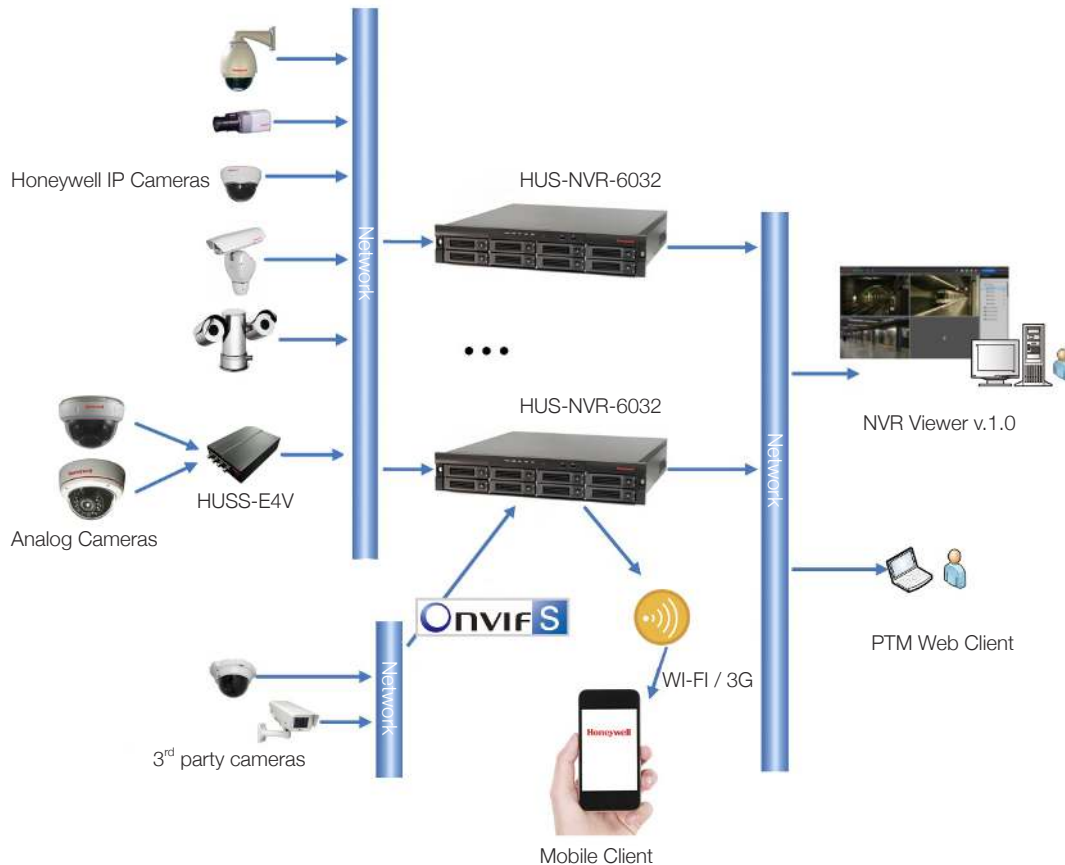 Honeywell IP Cameras
HUS-NVR-6032
Network
HUS-NVR-6032
Network
NVR Viewer v.1.0
HUSS-E4V
Analog Cameras
ONVIF S
Network
PTM Web Client
WI-FI / 3G
3rd party cameras
Honeywell
Mobile Client